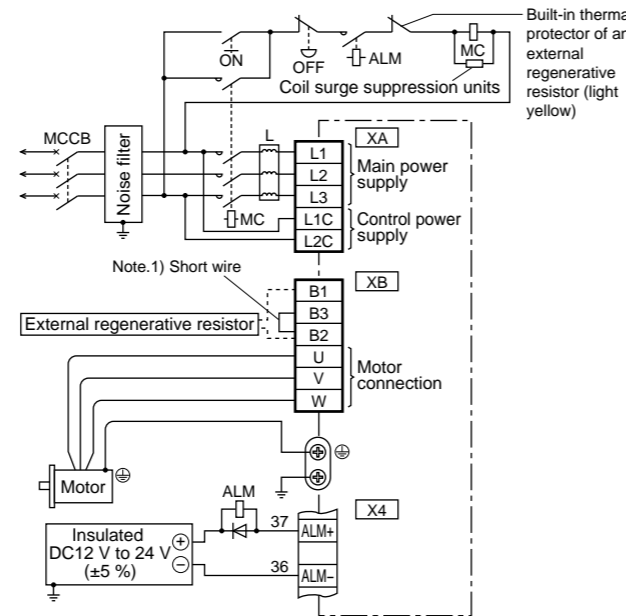 Built-in therma
protector of an
external
regenerative
resistor (light
yellow)
ON
OFF
ALM
MC
Coil surge suppression units
MCCB
Noise filter
L
XA
L1
L2
L3
Main power
supply
MC
L1C
L2C
Control power
supply
Note.1) Short wire
XB
B1
B3
B2
External regenerative resistor
U
V
W
Motor
connection
Motor
ALM
X4
37
ALM+
Insulated
DC12 V to 24 V
(±5 %)
+
−
36
ALM−